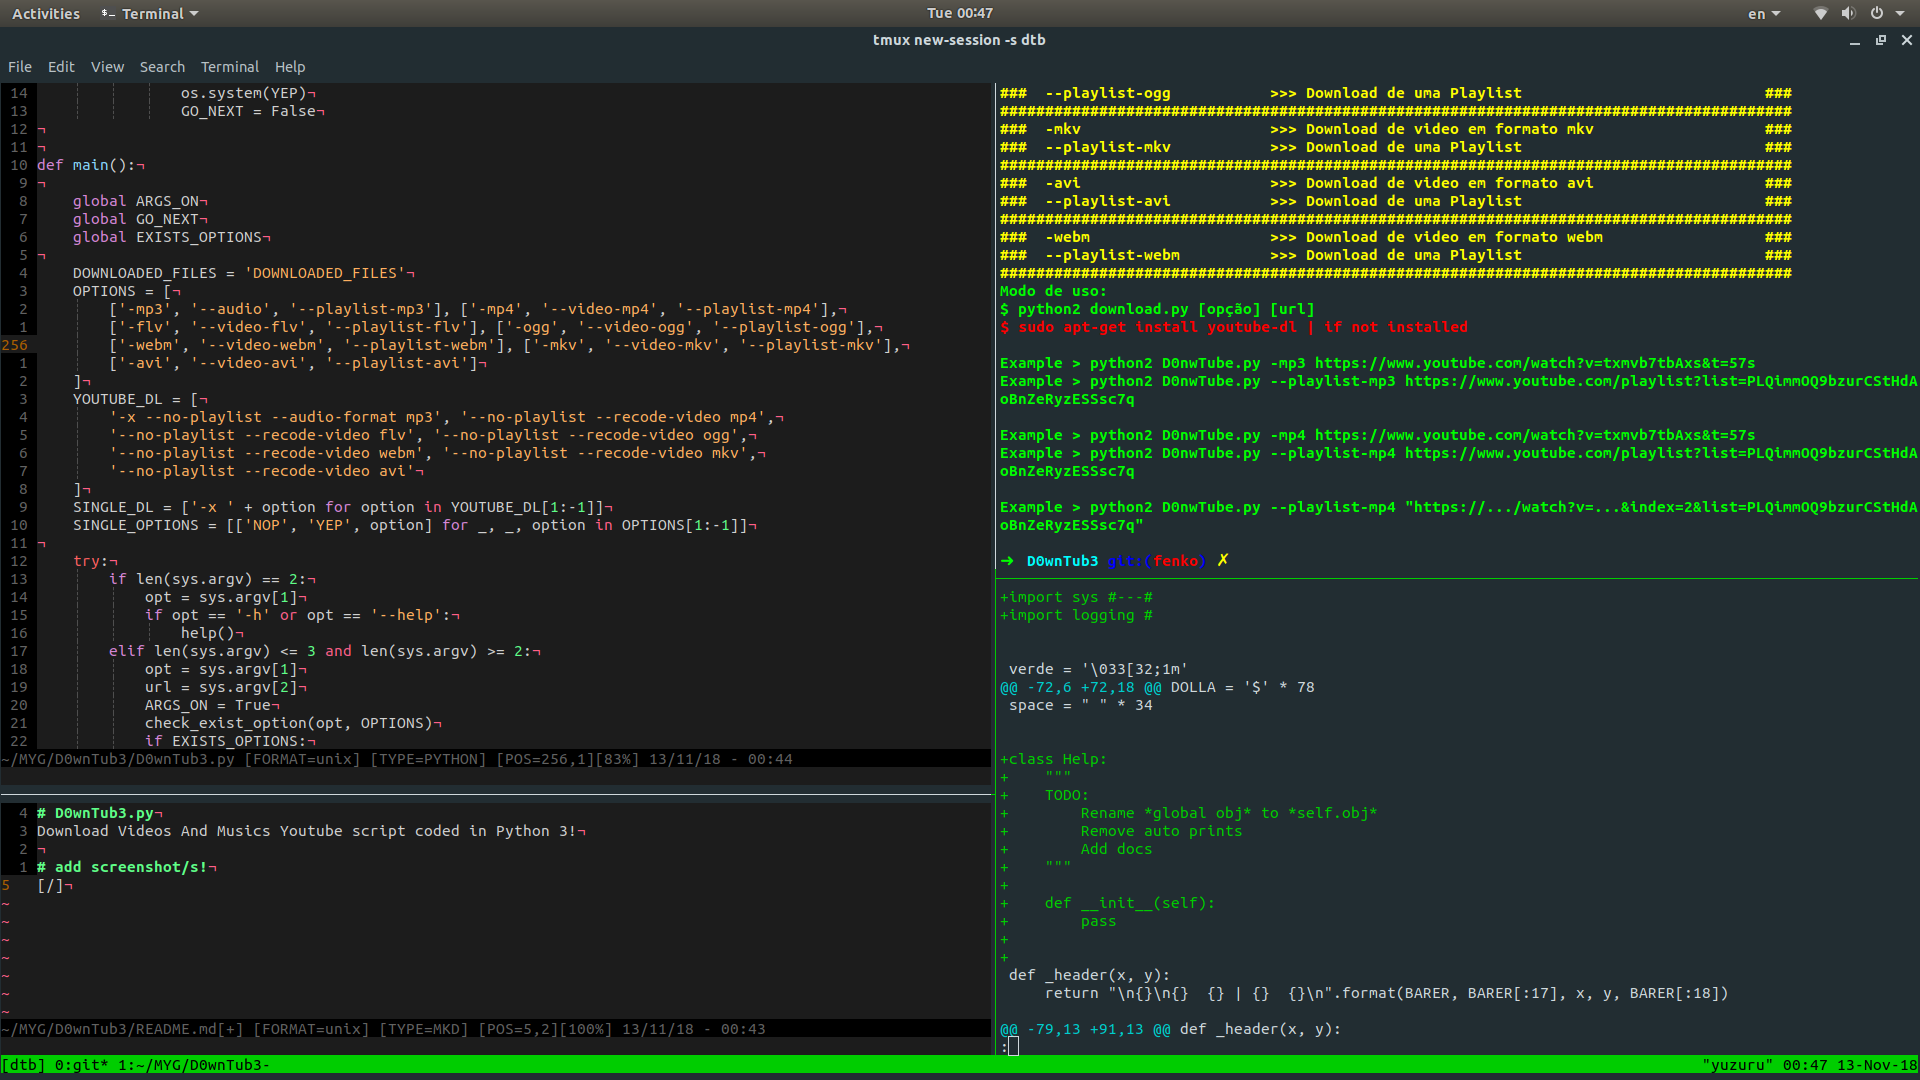 Activities Terminal Tue 00:47 en
tmux new-session -s dtb
File Edit View Search Terminal Help
14                 os.system(YEP)¬
13                 GO_NEXT = False¬
12 ¬
11 ¬
10 def main():¬
9 ¬
8     global ARGS_ON¬
7     global GO_NEXT¬
6     global EXISTS_OPTIONS¬
5 ¬
4     DOWNLOADED_FILES = 'DOWNLOADED_FILES'¬
3     OPTIONS = [¬
2         ['-mp3', '--audio', '--playlist-mp3'], ['-mp4', '--video-mp4', '--playlist-mp4'],¬
1         ['-flv', '--video-flv', '--playlist-flv'], ['-ogg', '--video-ogg', '--playlist-ogg'],¬
256         ['-webm', '--video-webm', '--playlist-webm'], ['-mkv', '--video-mkv', '--playlist-mkv'],¬
1         ['-avi', '--video-avi', '--playlist-avi']¬
2     ]¬
3     YOUTUBE_DL = [¬
4         '-x --no-playlist --audio-format mp3', '--no-playlist --recode-video mp4',¬
5         '--no-playlist --recode-video flv', '--no-playlist --recode-video ogg',¬
6         '--no-playlist --recode-video webm', '--no-playlist --recode-video mkv',¬
7         '--no-playlist --recode-video avi'¬
8     ]¬
9     SINGLE_DL = ['-x ' + option for option in YOUTUBE_DL[1:-1]]¬
10     SINGLE_OPTIONS = [['NOP', 'YEP', option] for _, _, option in OPTIONS[1:-1]]¬
11 ¬
12     try:¬
13         if len(sys.argv) == 2:¬
14             opt = sys.argv[1]¬
15             if opt == '-h' or opt == '--help':¬
16                 help()¬
17         elif len(sys.argv) <= 3 and len(sys.argv) >= 2:¬
18             opt = sys.argv[1]¬
19             url = sys.argv[2]¬
20             ARGS_ON = True¬
21             check_exist_option(opt, OPTIONS)¬
22             if EXISTS_OPTIONS:¬
~/MYG/D0wnTub3/D0wnTub3.py [FORMAT=unix] [TYPE=PYTHON] [POS=256,1][83%] 13/11/18 - 00:44
4 # D0wnTub3.py¬
3 Download Videos And Musics Youtube script coded in Python 3!¬
2 ¬
1 # add screenshot/s!¬
5 [/]¬
~
~
~
~
~
~
~
~/MYG/D0wnTub3/README.md[+] [FORMAT=unix] [TYPE=MKD] [POS=5,2][100%] 13/11/18 - 00:43
###  --playlist-ogg           >>> Download de uma Playlist                           ###
########################################################################################
###  -mkv                     >>> Download de video em formato mkv                   ###
###  --playlist-mkv           >>> Download de uma Playlist                           ###
########################################################################################
###  -avi                     >>> Download de video em formato avi                   ###
###  --playlist-avi           >>> Download de uma Playlist                           ###
########################################################################################
###  -webm                    >>> Download de video em formato webm                  ###
###  --playlist-webm          >>> Download de uma Playlist                           ###
########################################################################################
Modo de uso:
$ python2 download.py [opção] [url]
$ sudo apt-get install youtube-dl | if not installed
Example > python2 D0nwTube.py -mp3 https://www.youtube.com/watch?v=txmvb7tbAxs&t=57s
Example > python2 D0nwTube.py --playlist-mp3 https://www.youtube.com/playlist?list=PLQimmOQ9bzurCStHdA
oBnZeRyzESSsc7q
Example > python2 D0nwTube.py -mp4 https://www.youtube.com/watch?v=txmvb7tbAxs&t=57s
Example > python2 D0nwTube.py --playlist-mp4 https://www.youtube.com/playlist?list=PLQimmOQ9bzurCStHdA
oBnZeRyzESSsc7q
Example > python2 D0nwTube.py --playlist-mp4 "https://.../watch?v=...&index=2&list=PLQimmOQ9bzurCStHdA
oBnZeRyzESSsc7q"
➜  D0wnTub3 git:(fenko) ✗
+import sys #---#
+import logging #
 verde = '\033[32;1m'
@@ -72,6 +72,18 @@ DOLLA = '$' * 78
 space = " " * 34
+class Help:
+    """
+    TODO:
+        Rename *global obj* to *self.obj*
+        Remove auto prints
+        Add docs
+    """
+
+    def __init__(self):
+        pass
+
+
 def _header(x, y):
     return "\n{}\n{}  {} | {}  {}\n".format(BARER, BARER[:17], x, y, BARER[:18])
@@ -79,13 +91,13 @@ def _header(x, y):
:
[dtb] 0:git* 1:~/MYG/D0wnTub3- "yuzuru" 00:47 13-Nov-18